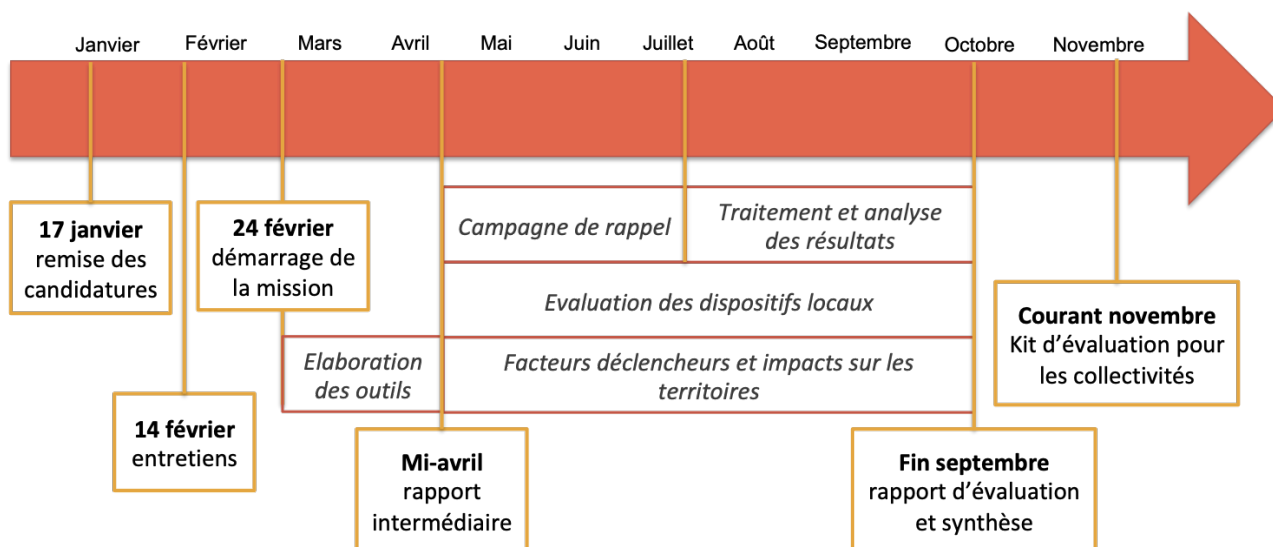 Janvier
Février
Mars
Avril
Mai
Juin
Juillet
Août
Septembre
Octobre
Novembre
17 janvier
remise des
candidatures
14 février
entretiens
24 février
démarrage de
la mission
Campagne de rappel
Traitement et analyse
des résultats
Evaluation des dispositifs locaux
Elaboration
des outils
Facteurs déclencheurs et impacts sur les
territoires
Mi-avril
rapport
intermédiaire
Fin septembre
rapport d’évaluation
et synthèse
Courant novembre
Kit d’évaluation pour
les collectivités